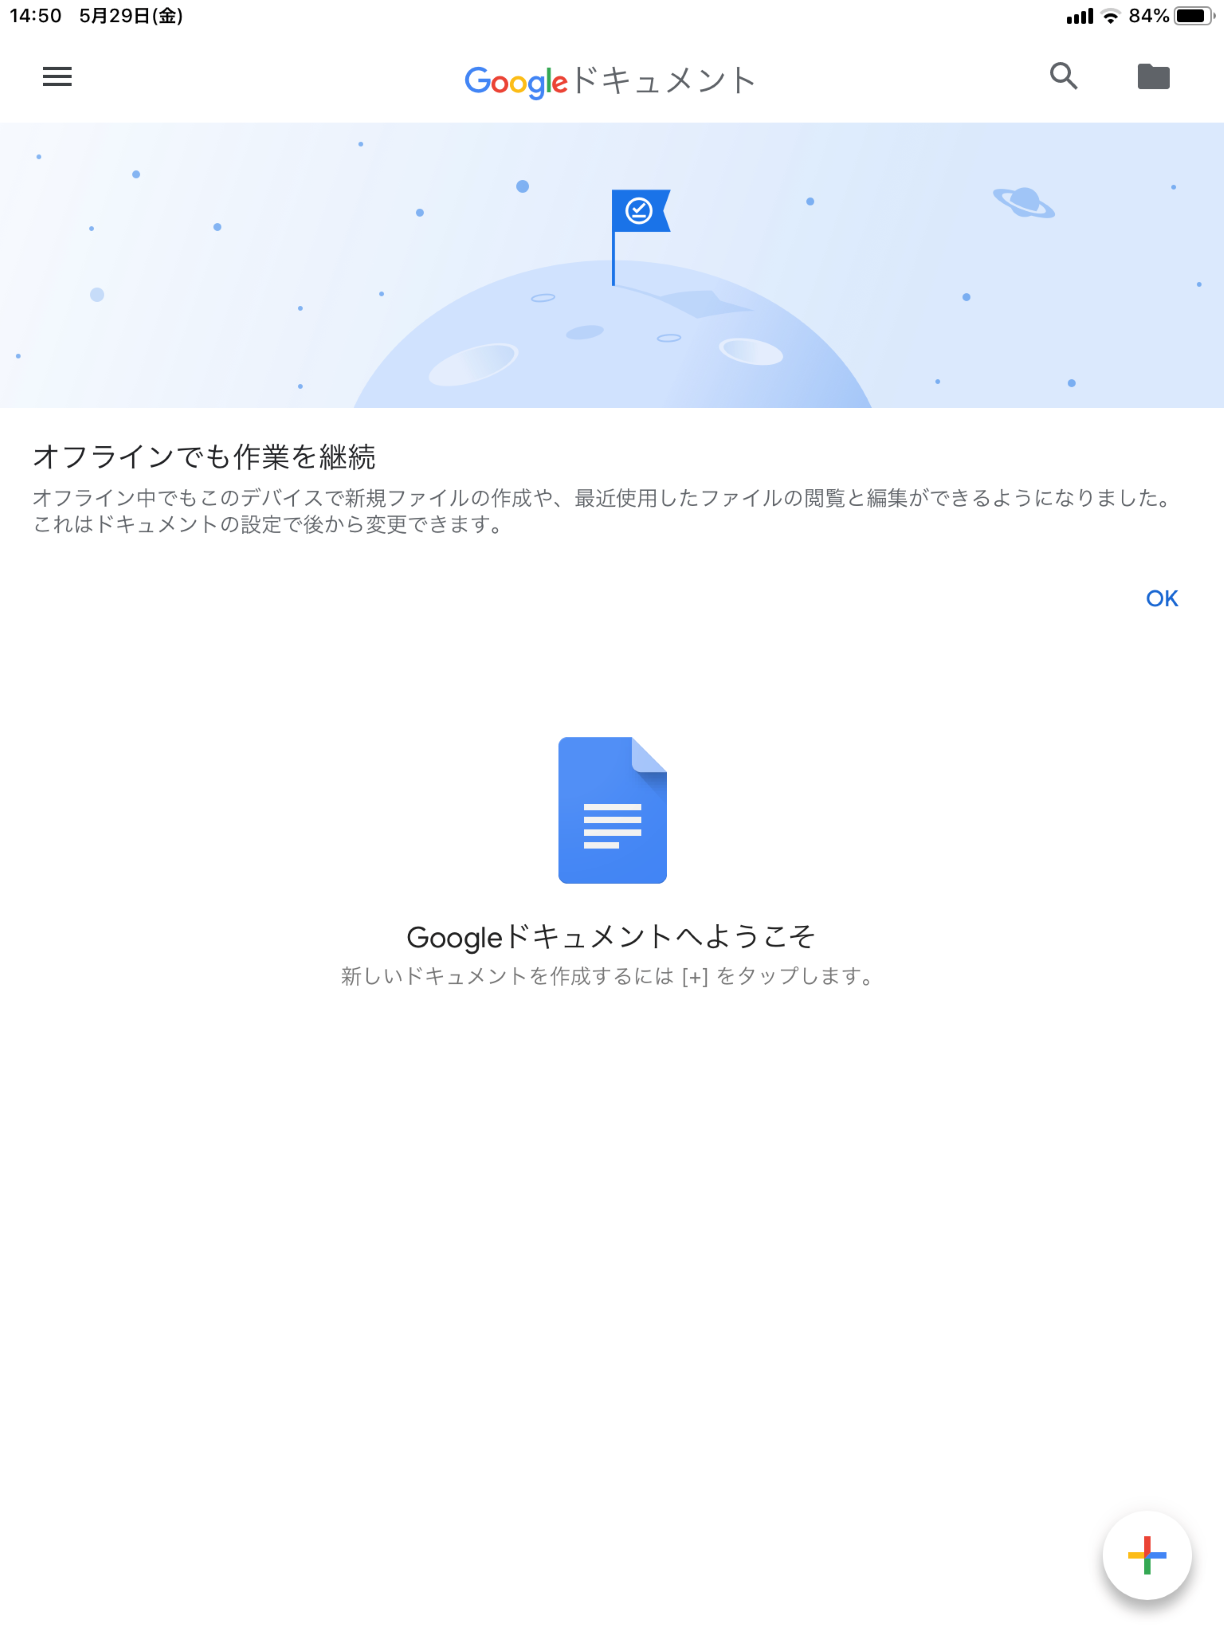 14:50 5月29日(金) 84%
Googleドキュメント
オフラインでも作業を継続
オフライン中でもこのデバイスで新規ファイルの作成や、最近使用したファイルの閲覧と編集ができるようになりました。
これはドキュメントの設定で後から変更できます。
OK
Googleドキュメントへようこそ
新しいドキュメントを作成するには [+] をタップします。